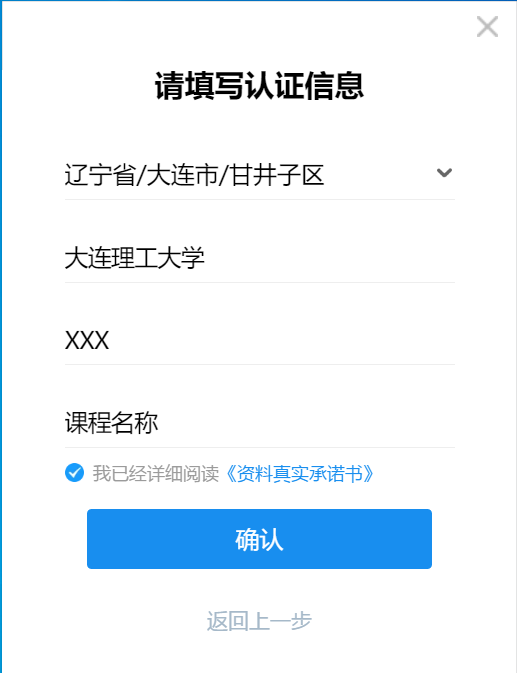 请填写认证信息
辽宁省/大连市/甘井子区
大连理工大学
XXX
课程名称
我已经详细阅读《资料真实承诺书》
确认
返回上一步